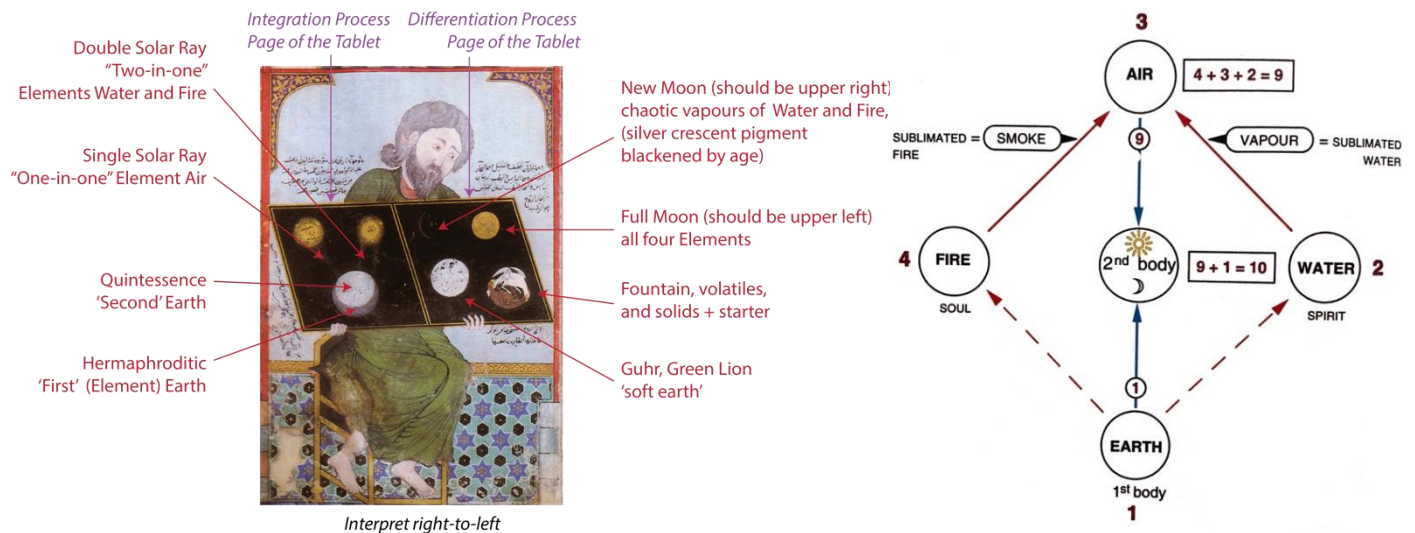 Integration Process
Page of the Tablet
Differentiation Process
Page of the Tablet
Double Solar Ray
“Two-in-one”
Elements Water and Fire
Single Solar Ray
“One-in-one” Element Air
Quintessence
‘Second’ Earth
Hermaphroditic
‘First’ (Element) Earth
New Moon (should be upper right)
chaotic vapours of Water and Fire,
(silver crescent pigment
blackened by age)
Full Moon (should be upper left)
all four Elements
Fountain, volatiles,
and solids + starter
Guhr, Green Lion
‘soft earth’
Interpret right-to-left
3
AIR
4 + 3 + 2 = 9
SUBLIMATED =
FIRE
SMOKE
9
VAPOUR
= SUBLIMATED
WATER
4
FIRE
SOUL
2nd body
9 + 1 = 10
WATER
2
SPIRIT
1
EARTH
1st body
1